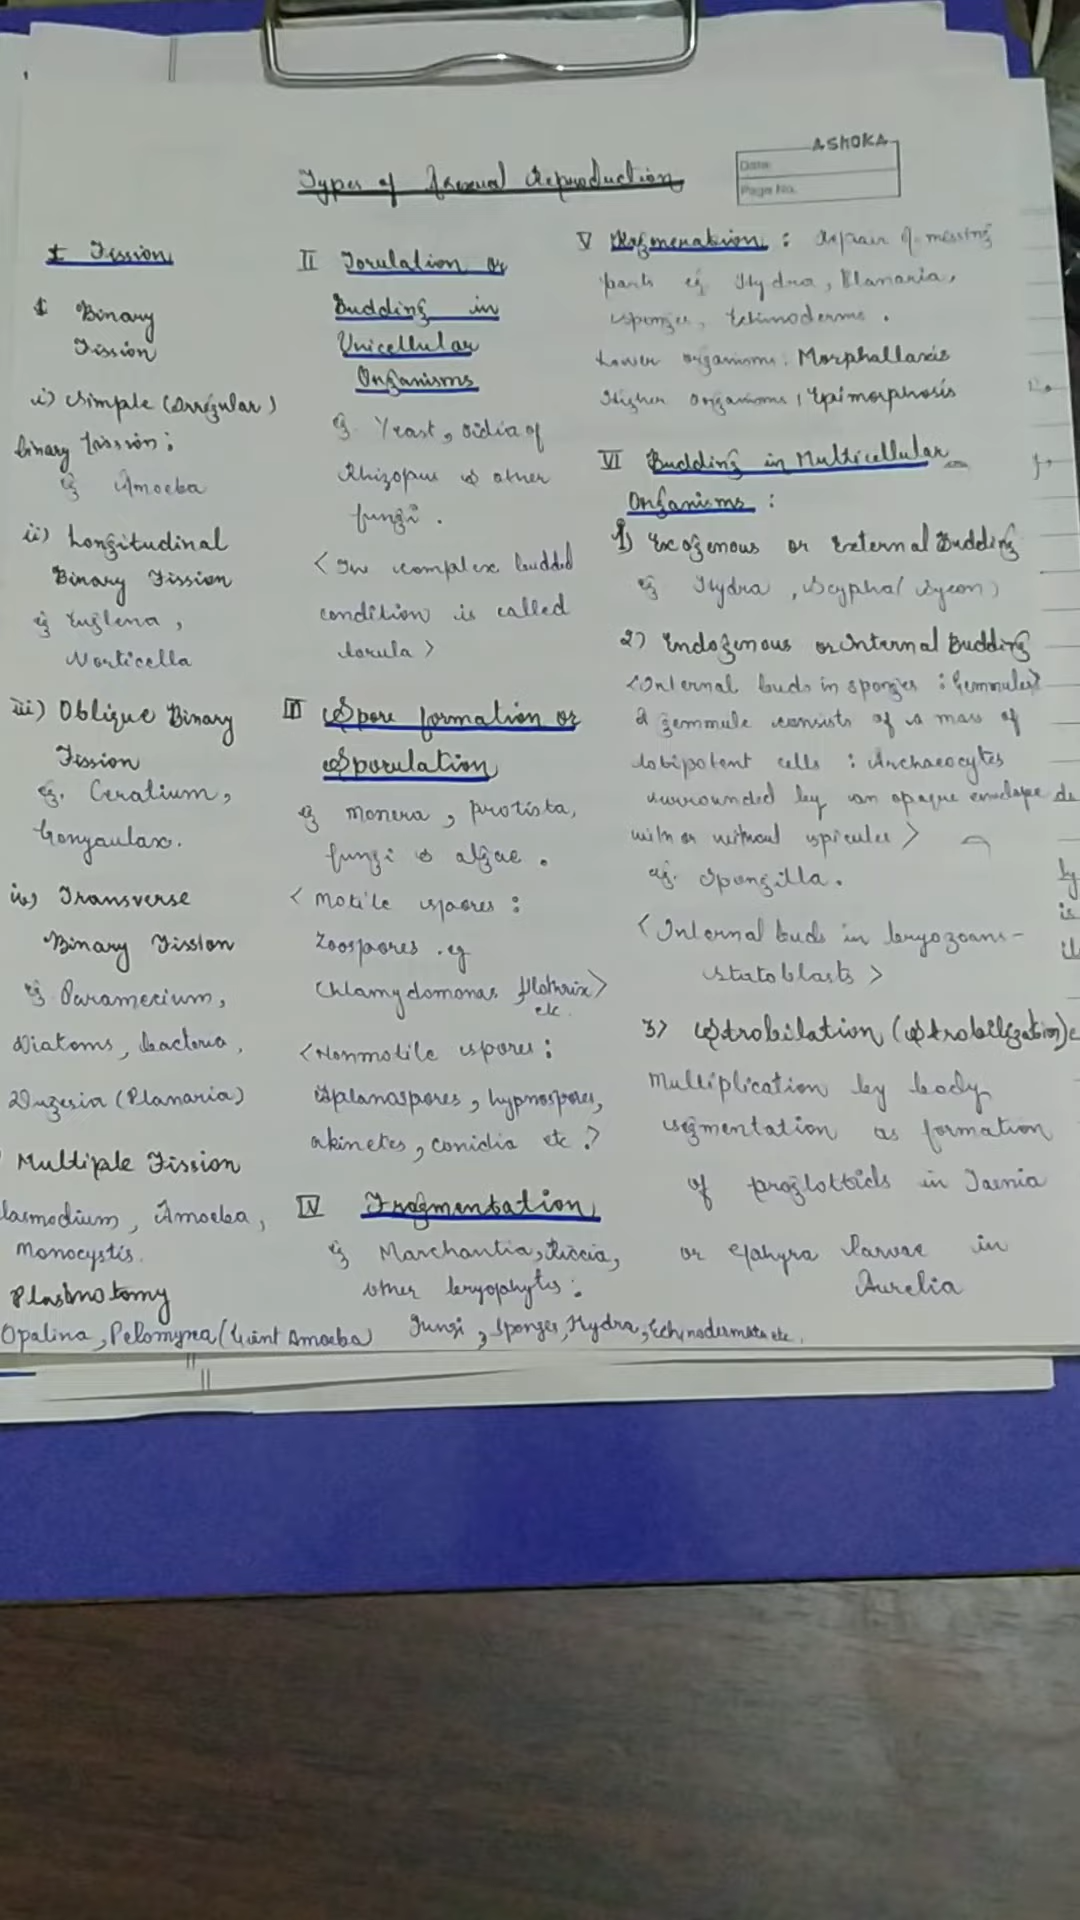 ASHOKA
Date:
Page No.
Types of Asexual Reproduction
I Fission
1 Binary
Fission
i) Simple (Irregular)
binary fission:
eg Amoeba
ii) Longitudinal
Binary Fission
eg Euglena,
Vorticella
iii) Oblique Binary
Fission
eg. Ceratium,
Gonyaulax.
iv) Transverse
Binary Fission
eg Paramecium,
Diatoms, bacteria,
Dugesia (Planaria)
Multiple Fission
lasmodium, Amoeba,
Monocystis.
Plasmotomy
Opalina, Pelomyxa (Giant Amoeba)
II Torulation or
Budding in
Unicellular
Organisms
eg. Yeast, oidia of
Rhizopus & other
fungi.
<The complex budded
condition is called
torula>
III Spore formation or
Sporulation
eg monera, protista,
fungi & algae.
<Motile spores:
Zoospores. eg
Chlamydomonas, Ulothrix>
etc.
<Nonmotile spores:
Aplanospores, hypnospores,
akinetes, conidia etc.>
IV Fragmentation
eg Marchantia, Riccia,
other bryophytes:
Fungi, Sponges, Hydra, Echinodermata etc.
V Regeneration: Repair of missing
parts eg Hydra, Planaria,
sponges, Echinoderms.
Lower organisms: Morphallaxis
Higher organisms: Epimorphosis
VI Budding in Multicellular
Organisms:
1) Exogenous or External Budding
eg Hydra, Scypha (Sycon)
2) Endogenous or Internal Budding
<Internal buds in sponges: Gemmules>
A gemmule consists of a mass of
totipotent cells: Archaeocytes
surrounded by an opaque envelope
with or without spicules>
eg. Spongilla.
<Internal buds in bryozoans-
statoblasts>
3) Strobilation (Strobilization)
Multiplication by body
segmentation as formation
of proglottids in Taenia
or ephyra larvae in
Aurelia